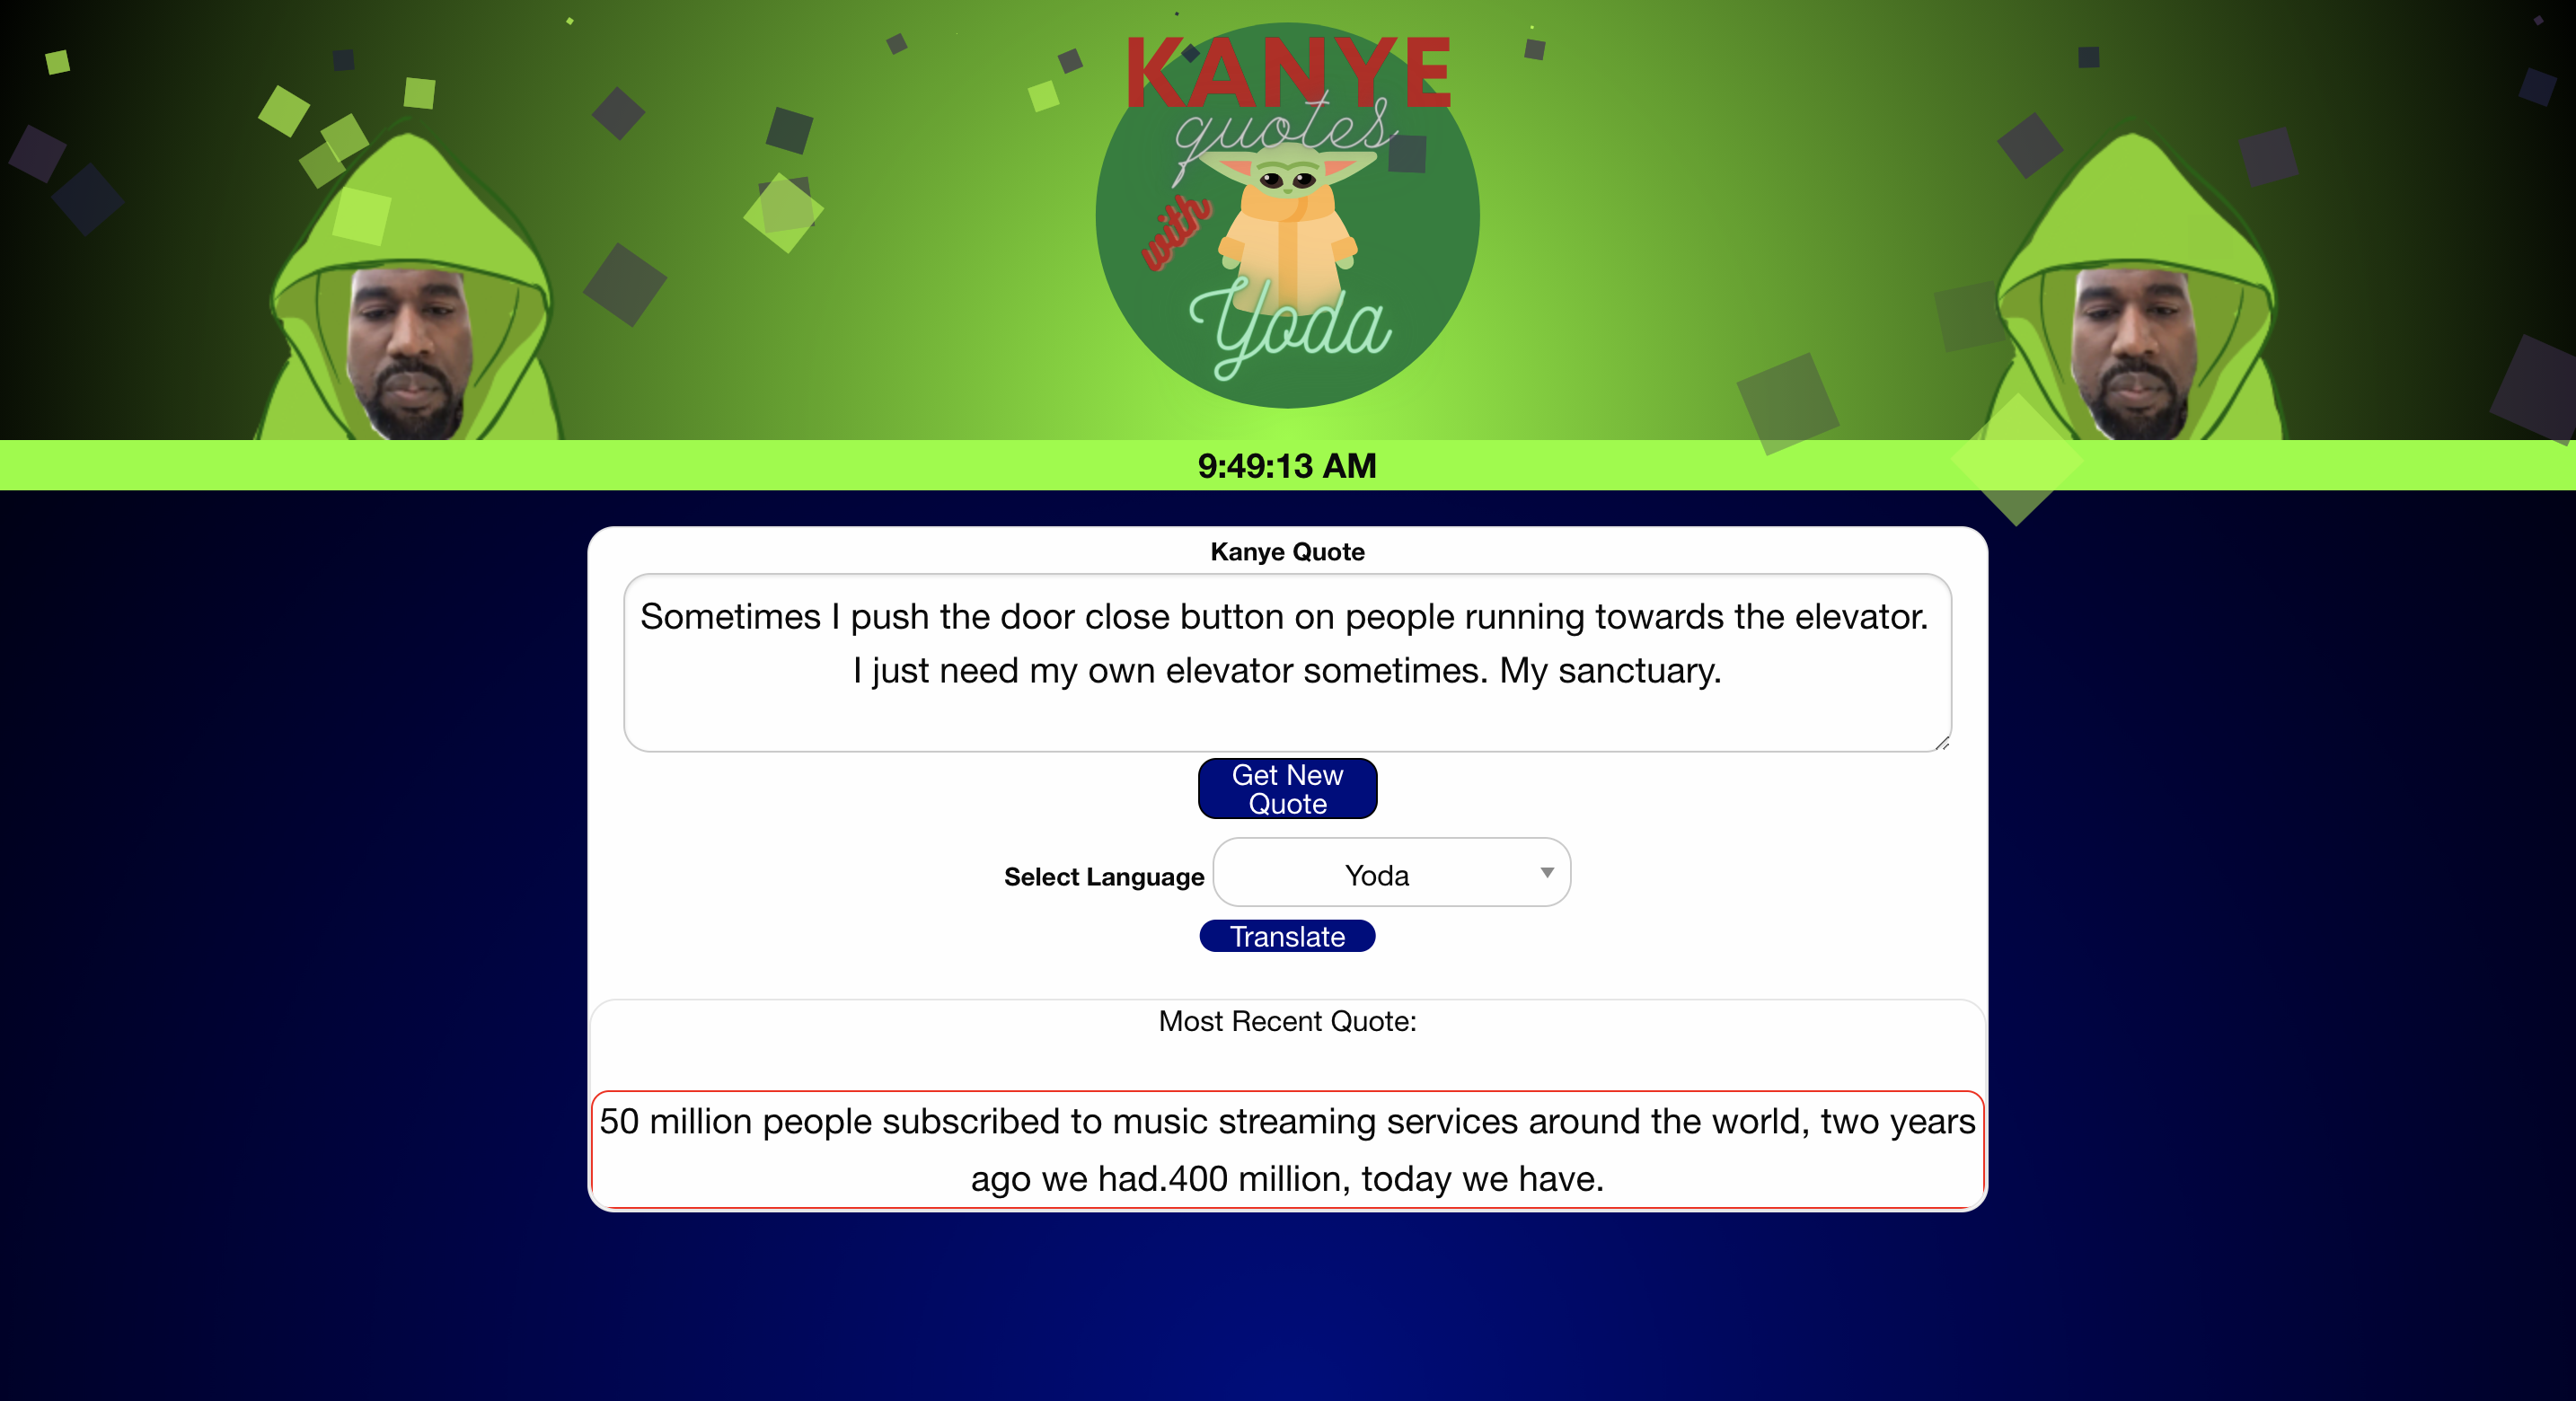 KANYE
quotes
with
Yoda
9:49:13 AM
Kanye Quote
Sometimes I push the door close button on people running towards the elevator.
I just need my own elevator sometimes. My sanctuary.
Get New
Quote
Select Language Yoda
Translate
Most Recent Quote:
50 million people subscribed to music streaming services around the world, two years
ago we had.400 million, today we have.